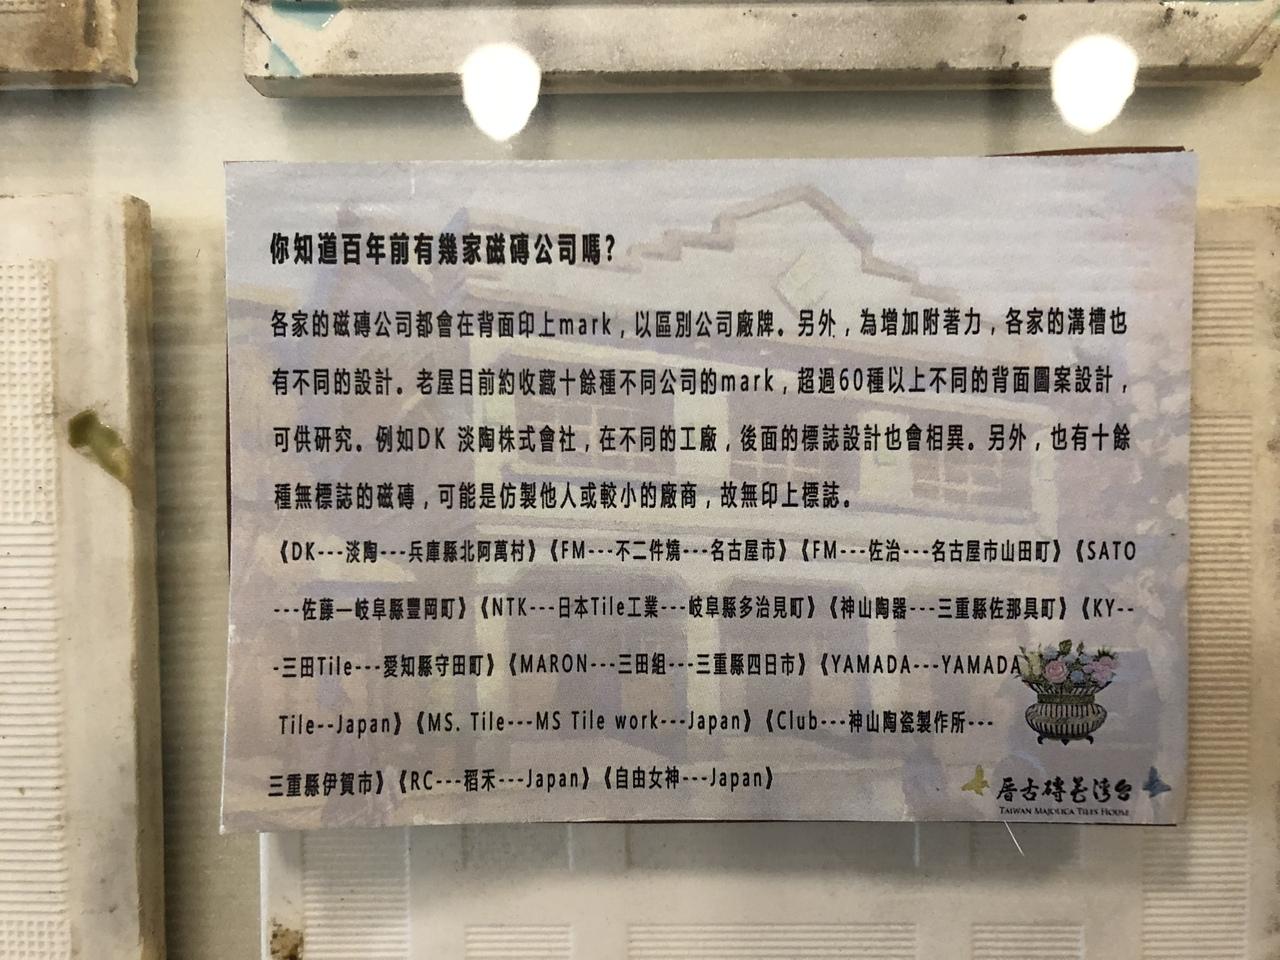 你知道百年前有幾家磁磚公司嗎?
各家的磁磚公司都會在背面印上mark，以區別公司廠牌。另外，為增加附著力，各家的溝槽也
有不同的設計。老屋目前約收藏十餘種不同公司的mark，超過60種以上不同的背面圖案設計，
可供研究。例如DK 淡陶株式會社，在不同的工廠，後面的標誌設計也會相異。另外，也有十餘
種無標誌的磁磚，可能是仿製他人或較小的廠商，故無印上標誌。
《DK---淡陶---兵庫縣北阿萬村》《FM---不二件燒---名古屋市》《FM---佐治---名古屋市山田町》《SATO
---佐藤—岐阜縣豐岡町》《NTK---日本Tile工業---岐阜縣多治見町》《神山陶器---三重縣佐那具町》《KY--
-三田Tile---愛知縣守田町》《MARON---三田組---三重縣四日市》《YAMADA---YAMADA
Tile--Japan》《MS. Tile---MS Tile work---Japan》《Club---神山陶瓷製作所---
三重縣伊賀市》《RC---稻禾---Japan》《自由女神---Japan》
厝古磚花灣台
TAIWAN MAJOLICA TILES HOUSE